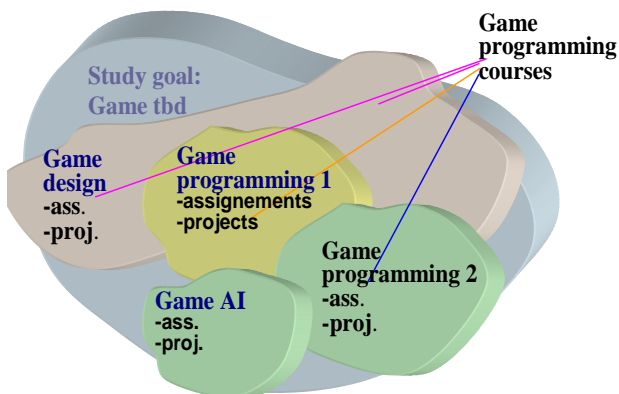 Game
programming
courses
Study goal:
Game tbd
Game
design
-ass.
-proj.
Game
programming 1
-assignements
-projects
Game
programming 2
-ass.
-proj.
Game AI
-ass.
-proj.